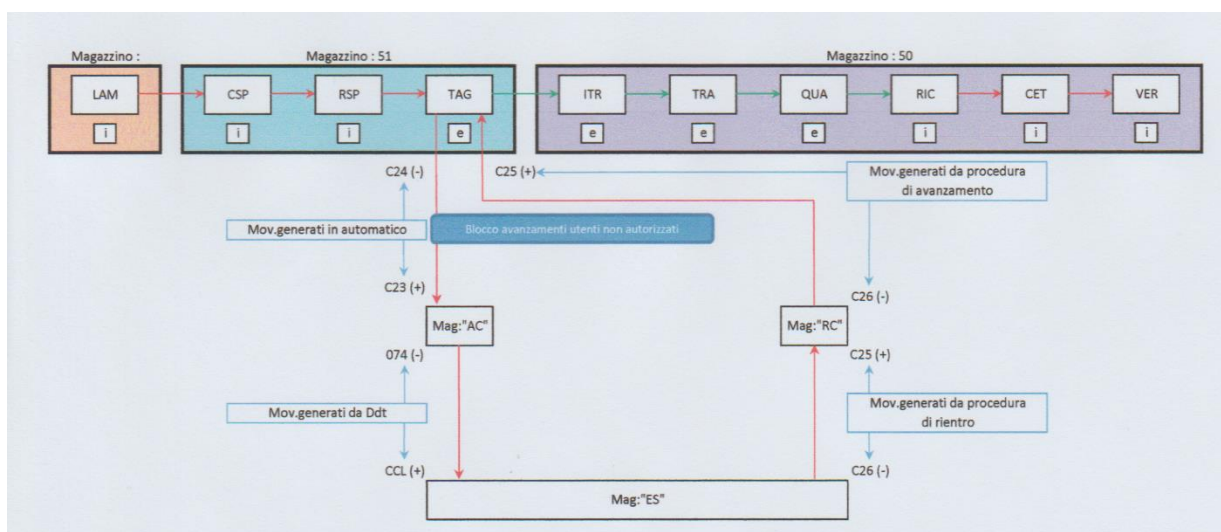 Magazzino :
Magazzino : 51
Magazzino : 50
LAM
CSP
RSP
TAG
ITR
TRA
QUA
RIC
CET
VER
i
i
i
e
e
e
e
i
i
i
C24 (-)
C25 (+)
Mov.generati da procedura
di avanzamento
Mov.generati in automatico
Blocco avanzamenti utenti non autorizzati
C23 (+)
C26 (-)
Mag:"AC"
Mag:"RC"
074 (-)
C25 (+)
Mov.generati da Ddt
Mov.generati da procedura
di rientro
CCL (+)
C26 (-)
Mag:"ES"